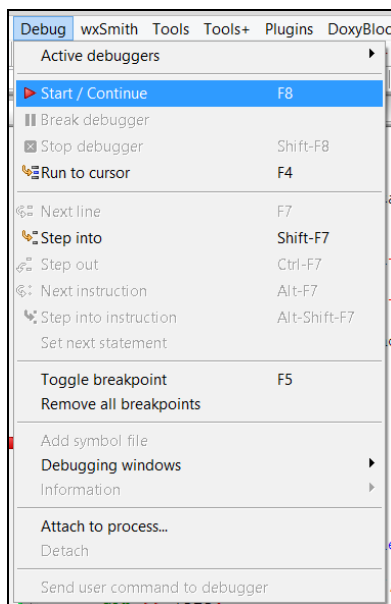 Debug wxSmith Tools Tools+ Plugins DoxyBloc
Active debuggers
Start / Continue F8
Break debugger
Stop debugger Shift-F8
Run to cursor F4
Next line F7
Step into Shift-F7
Step out Ctrl-F7
Next instruction Alt-F7
Step into instruction Alt-Shift-F7
Set next statement
Toggle breakpoint F5
Remove all breakpoints
Add symbol file
Debugging windows
Information
Attach to process...
Detach
Send user command to debugger